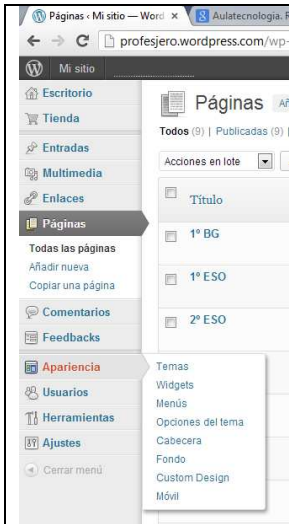 Páginas ‹ Mi sitio — Word
Aulatecnologia. R
profesjero.wordpress.com/wp-
Mi sitio
Escritorio
Tienda
Entradas
Multimedia
Enlaces
Páginas
Todas las páginas
Añadir nueva
Copiar una página
Comentarios
Feedbacks
Apariencia
Usuarios
Herramientas
Ajustes
Cerrar menú
Páginas Añ
Todos (9) | Publicadas (9) |
Acciones en lote
Título
1º BG
1º ESO
2º ESO
Temas
Widgets
Menús
Opciones del tema
Cabecera
Fondo
Custom Design
Móvil